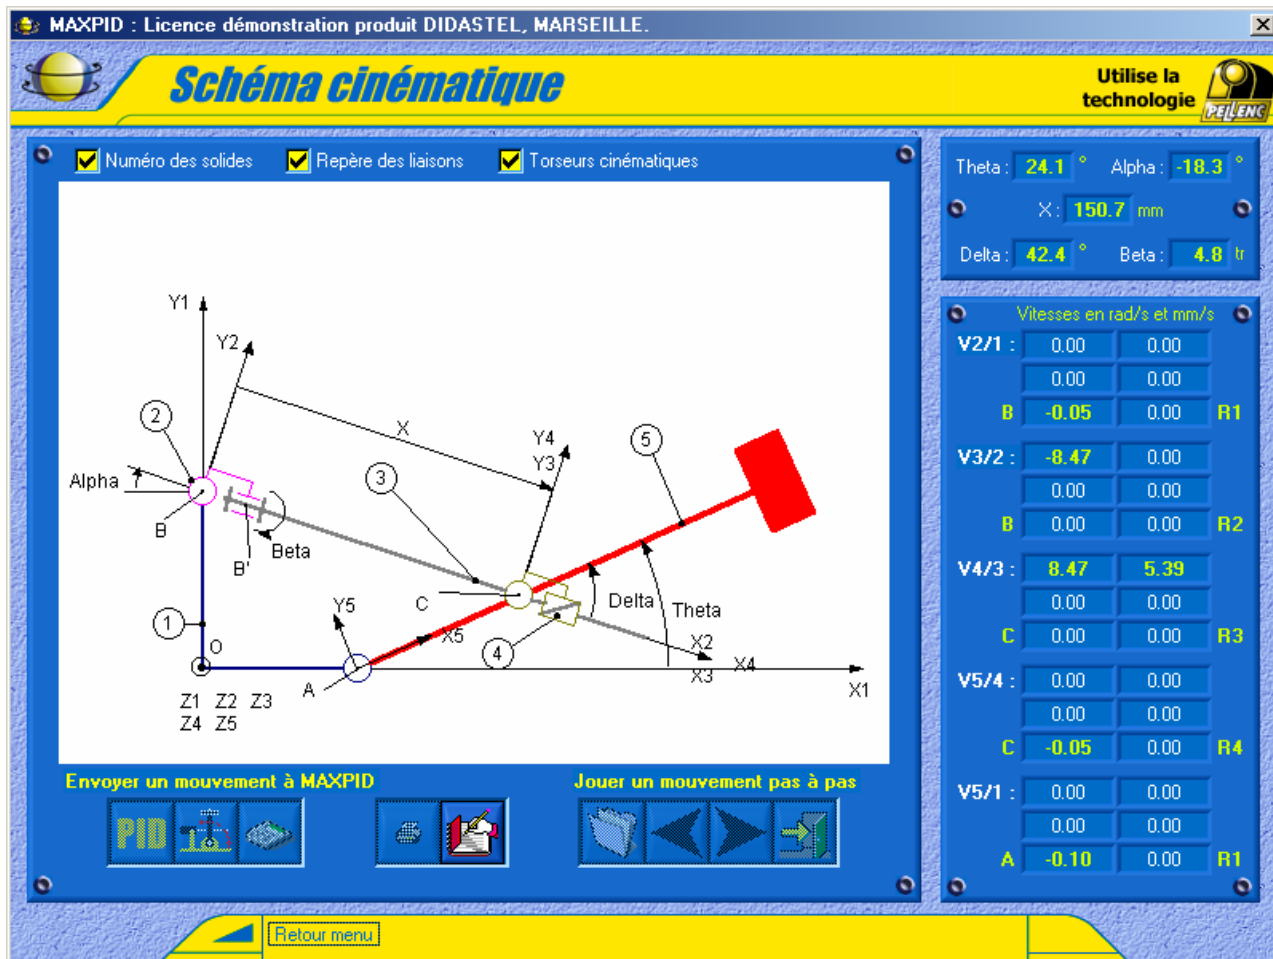 MAXPID : Licence démonstration produit DIDASTEL, MARSEILLE.
Schéma cinématique
Utilise la
technologie
PELLENC
Numéro des solides
Repère des liaisons
Torseurs cinématiques
Theta : 24.1 ° Alpha : -18.3 °
X : 150.7 mm
Delta : 42.4 ° Beta : 4.8 tr
Y1
Y2
2
X
Y4
Y3
5
Alpha
3
B
B'
Beta
C
Delta
Theta
Y5
1
O
X5
4
X2
X3
X4
A
X1
Z1 Z2 Z3
Z4 Z5
Vitesses en rad/s et mm/s
V2/1 : 0.00 0.00
0.00 0.00
B -0.05 0.00 R1
V3/2 : -8.47 0.00
0.00 0.00
B 0.00 0.00 R2
V4/3 : 8.47 5.39
0.00 0.00
C 0.00 0.00 R3
V5/4 : 0.00 0.00
0.00 0.00
C -0.05 0.00 R4
V5/1 : 0.00 0.00
0.00 0.00
A -0.10 0.00 R1
Envoyer un mouvement à MAXPID
Jouer un mouvement pas à pas
PID
Retour menu